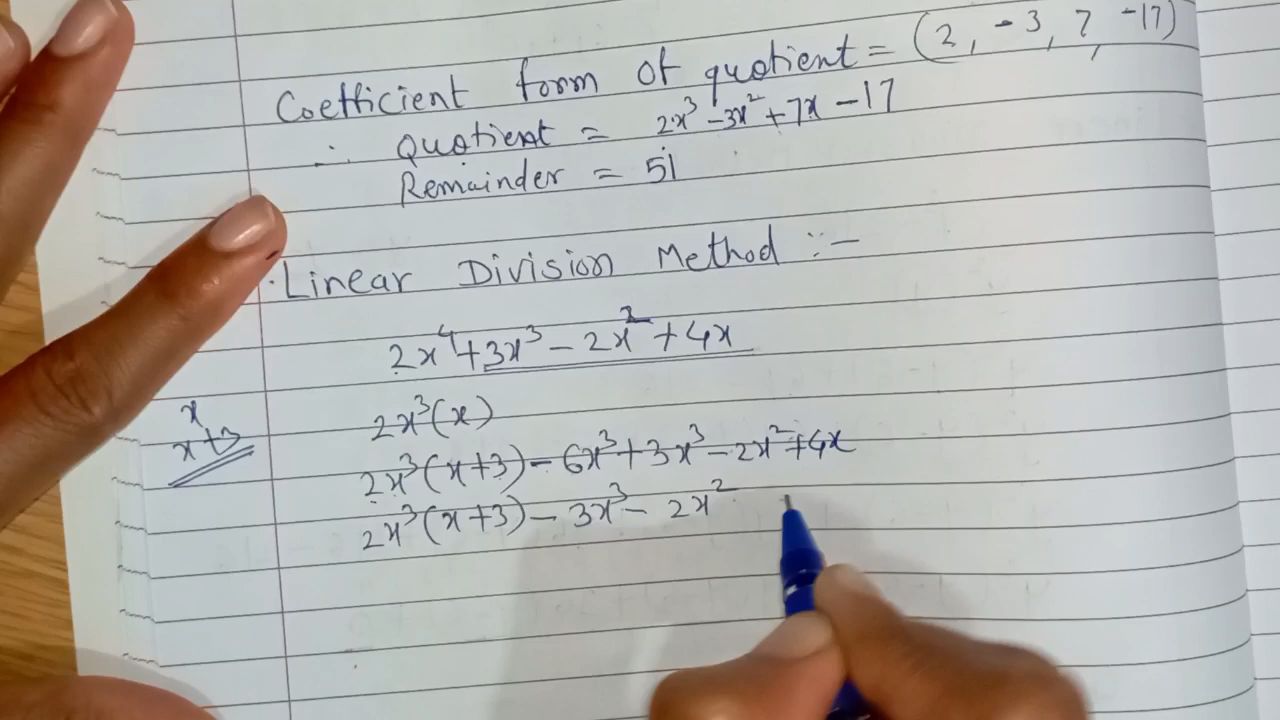 Coefficient form of quotient = (2, -3, 7, -17)
∴ Quotient = 2x³ -3x² +7x -17
Remainder = 51
Linear Division Method :-
2x⁴+3x³-2x²+4x
x
x+3
2x³(x)
2x³(x+3)-6x³+3x³-2x²+4x
2x³(x+3)-3x³-2x²